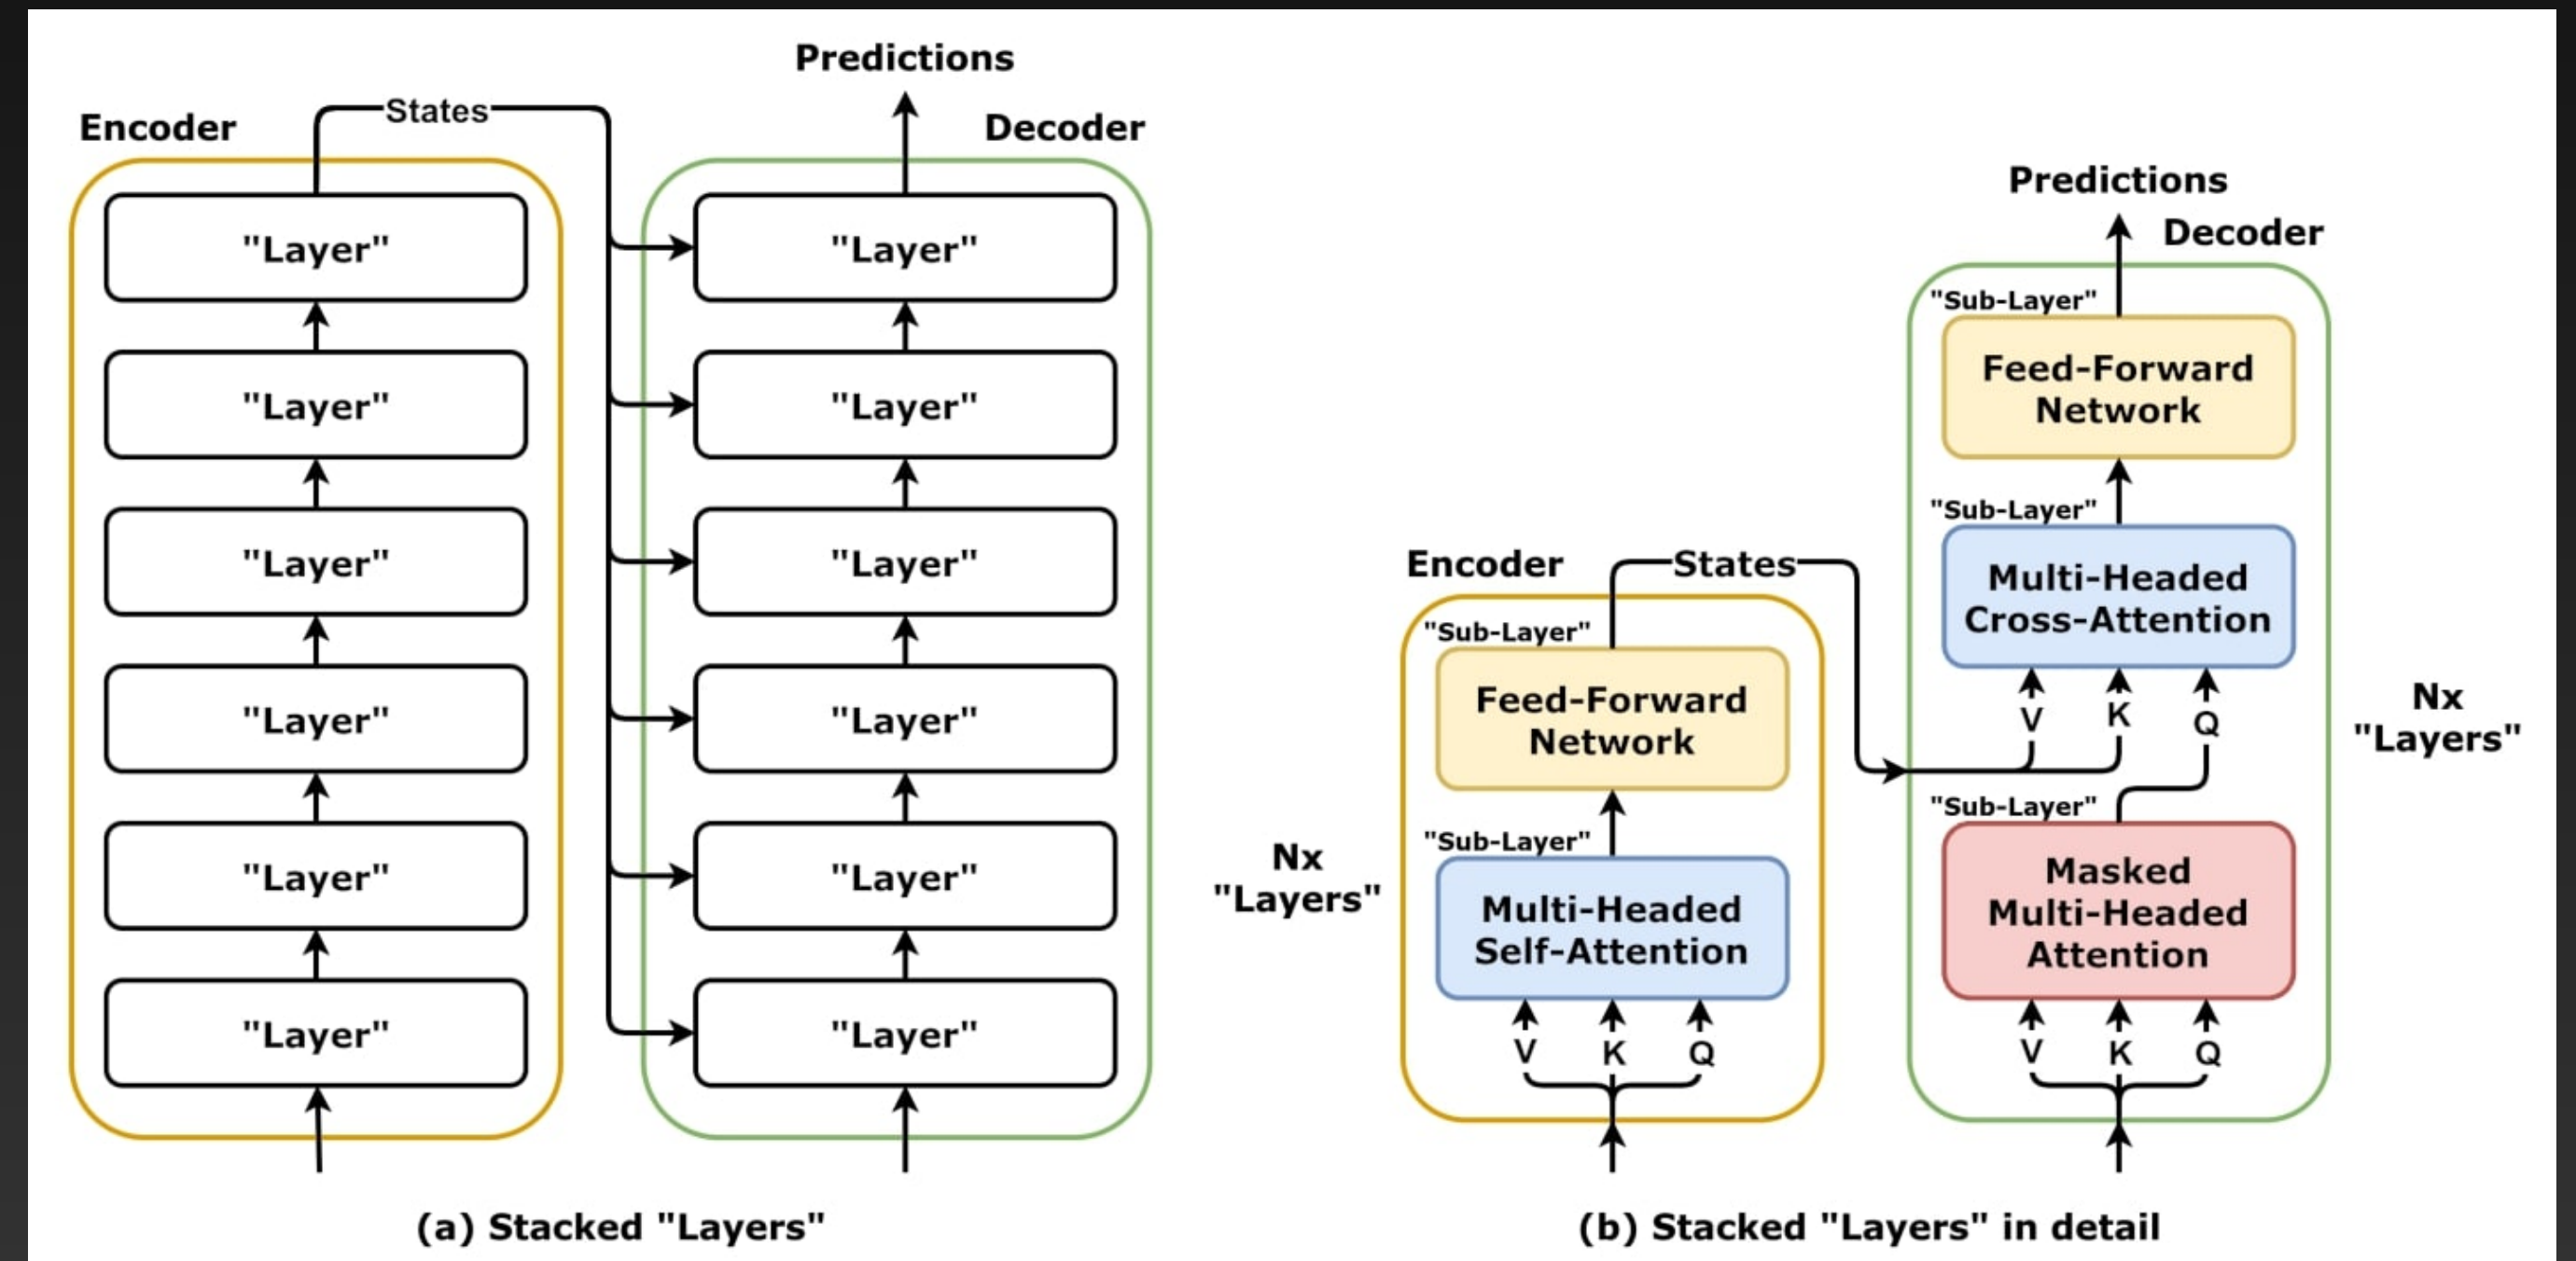 Predictions
Encoder
States
Decoder
"Layer"
"Layer"
"Layer"
"Layer"
"Layer"
"Layer"
"Layer"
"Layer"
"Layer"
"Layer"
"Layer"
"Layer"
(a) Stacked "Layers"
Predictions
Decoder
"Sub-Layer"
Feed-Forward
Network
"Sub-Layer"
Multi-Headed
Cross-Attention
V K Q
Nx
"Layers"
"Sub-Layer"
Masked
Multi-Headed
Attention
V K Q
Encoder
States
"Sub-Layer"
Feed-Forward
Network
"Sub-Layer"
Multi-Headed
Self-Attention
V K Q
Nx
"Layers"
(b) Stacked "Layers" in detail